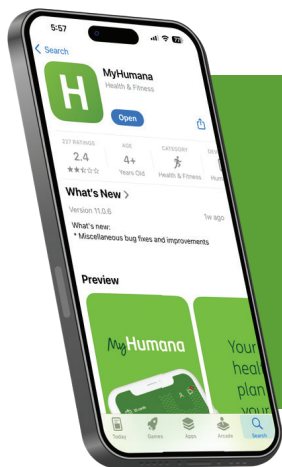 5:57
77
Search
H
MyHumana
Health & Fitness
Open
227 RATINGS
AGE
CATEGORY
2.4
4+
Years Old
Health & Fitness
What's New >
Version 11.0.6
1w ago
What's new:
* Miscellaneous bug fixes and improvements
Preview
MyHumana
Your
heal
plan
your
Today
Games
Apps
Arcade
Search